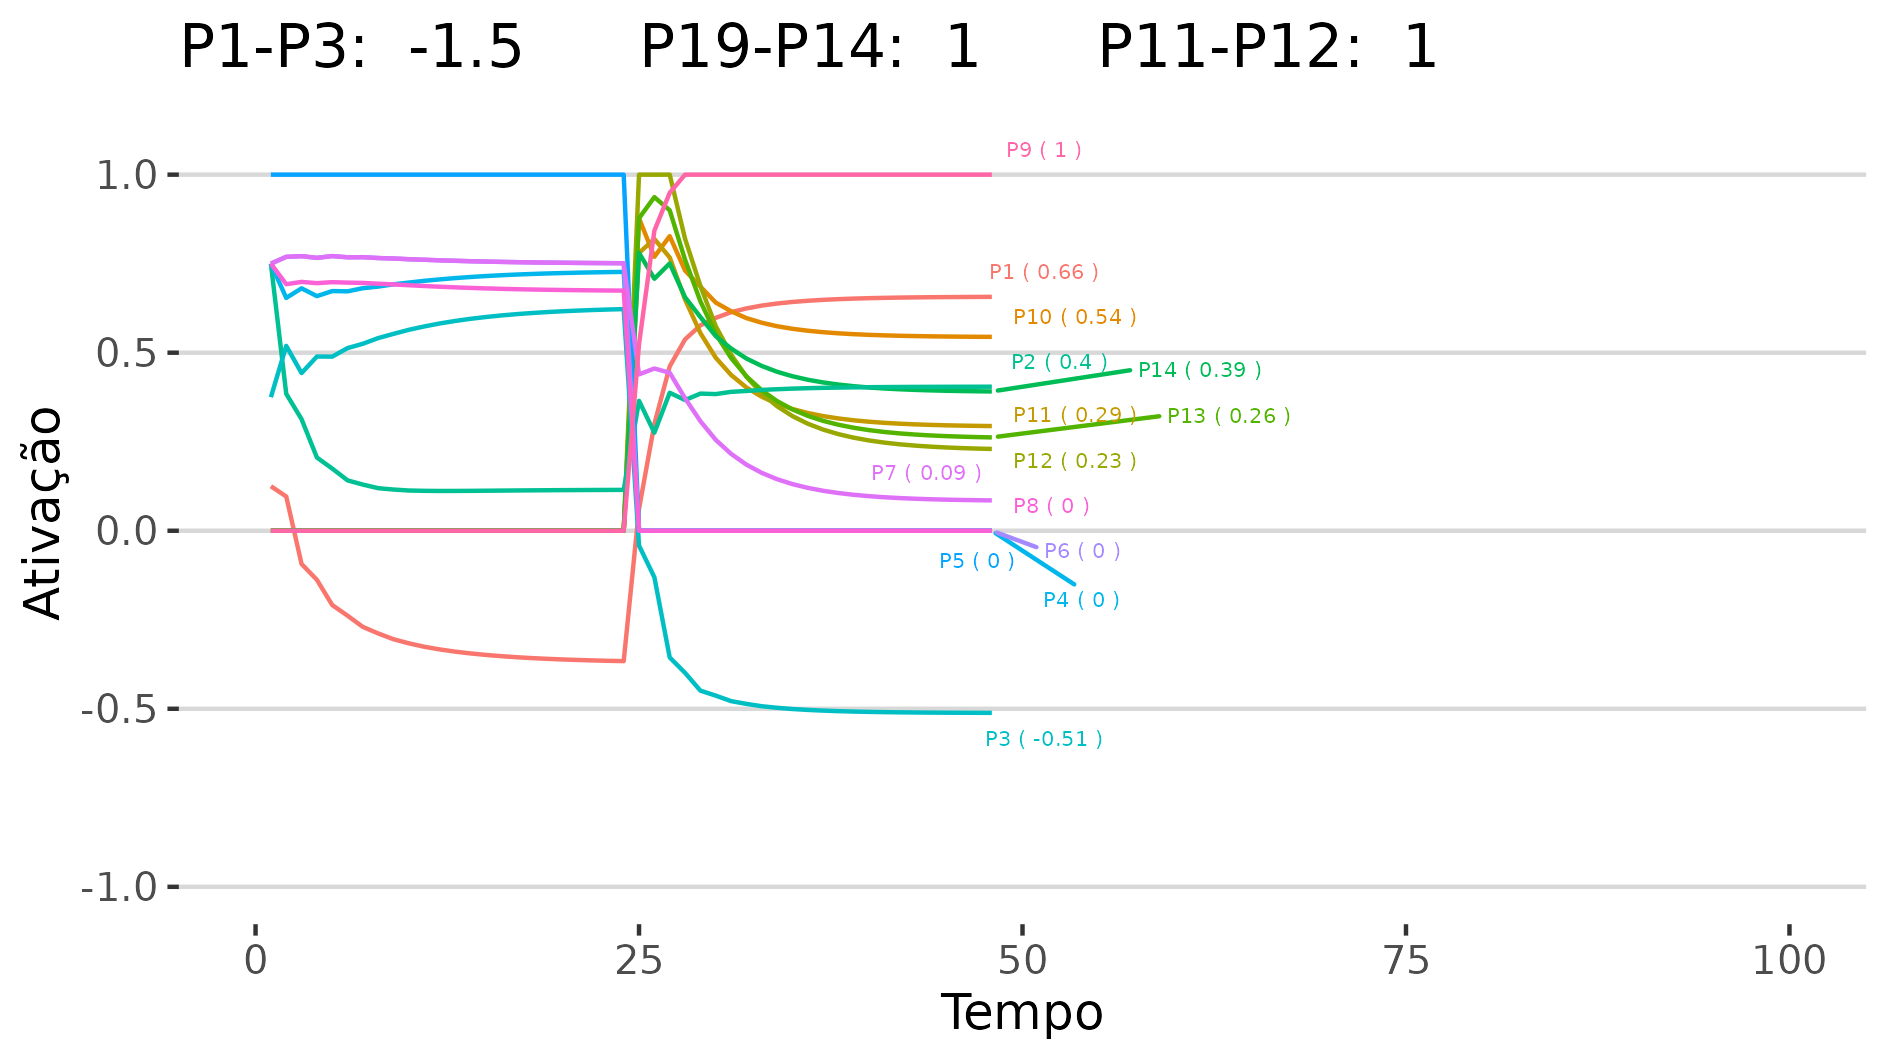 P1-P3:  -1.5  P19-P14:  1  P11-P12:  1
P9 ( 1 )
1.0
P1 ( 0.66 )
P10 ( 0.54 )
0.5
P2 ( 0.4 )
P14 ( 0.39 )
P11 ( 0.29 )
P13 ( 0.26 )
P12 ( 0.23 )
P7 ( 0.09 )
P8 ( 0 )
0.0
P6 ( 0 )
P5 ( 0 )
P4 ( 0 )
-0.5
P3 ( -0.51 )
-1.0
Ativação
0 25 50 75 100
Tempo